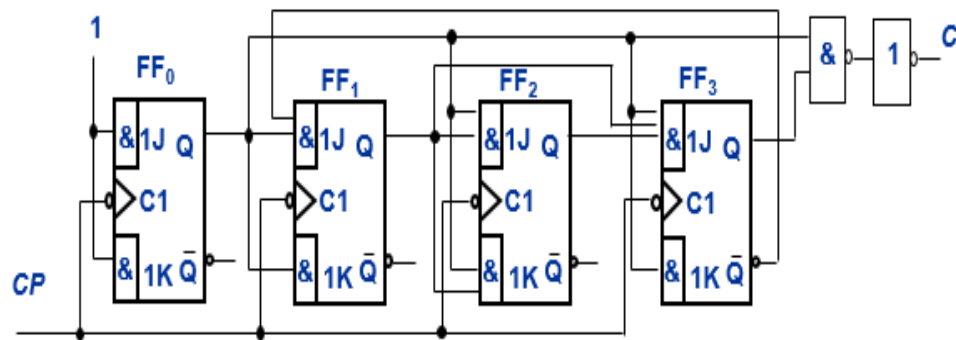 1
FF₀
FF₁
FF₂
FF₃
& 1J Q
C1
& 1K Q̅
& 1J Q
C1
& 1K Q̅
& 1J Q
C1
& 1K Q̅
& 1J Q
C1
& 1K Q̅
&
1
C
CP